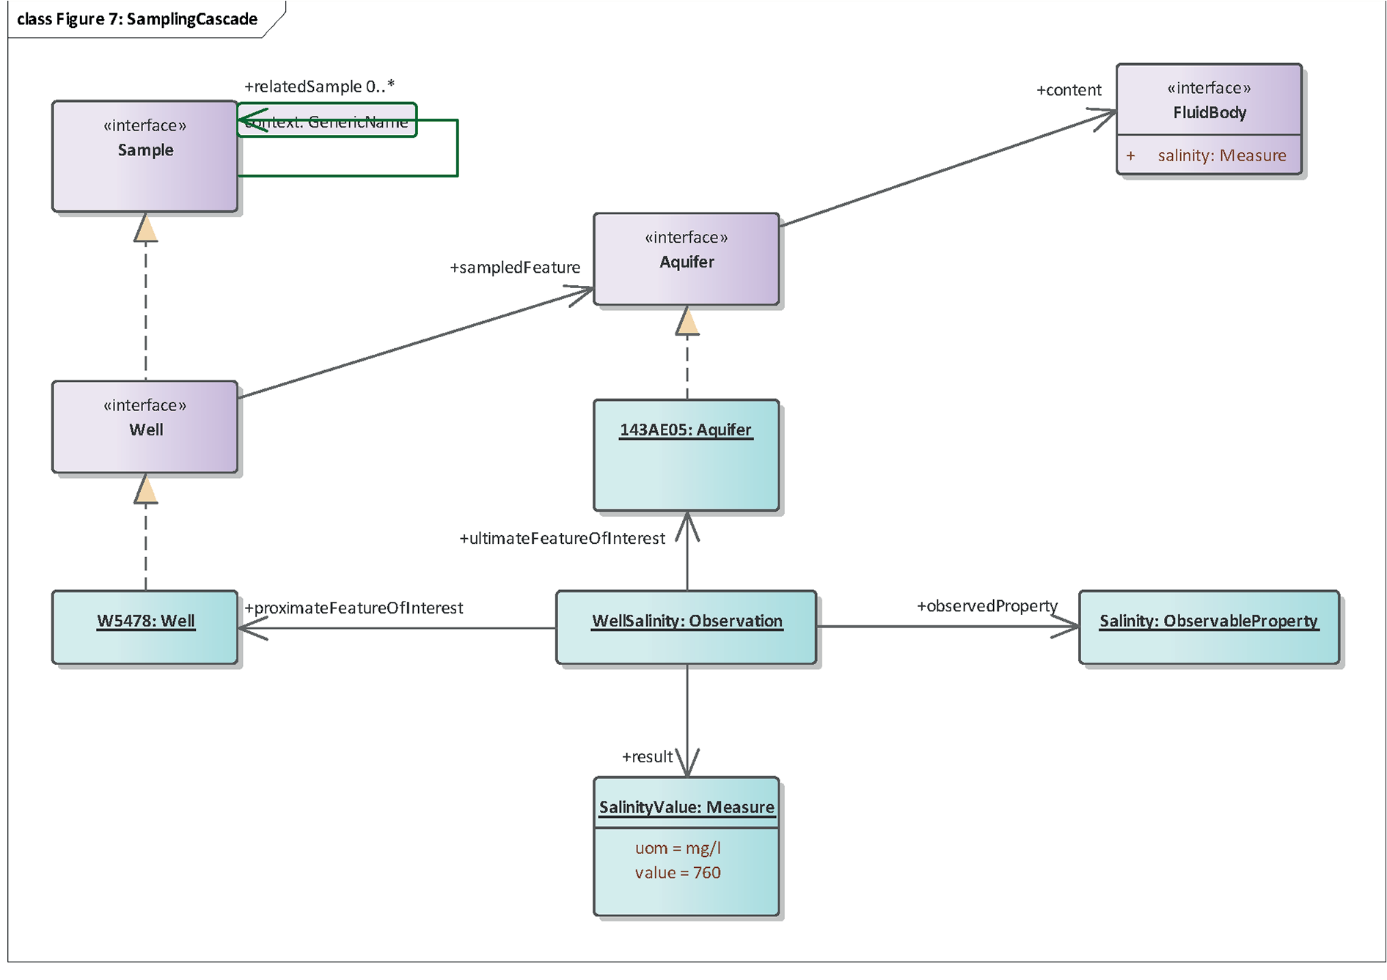 class Figure 7: SamplingCascade
+relatedSample 0..*
context: GenericName
«interface»
Sample
+content
«interface»
FluidBody
+ salinity: Measure
«interface»
Aquifer
+sampledFeature
«interface»
Well
143AE05: Aquifer
+ultimateFeatureOfInterest
W5478: Well
+proximateFeatureOfInterest
WellSalinity: Observation
+observedProperty
Salinity: ObservableProperty
+result
SalinityValue: Measure
uom = mg/l
value = 760